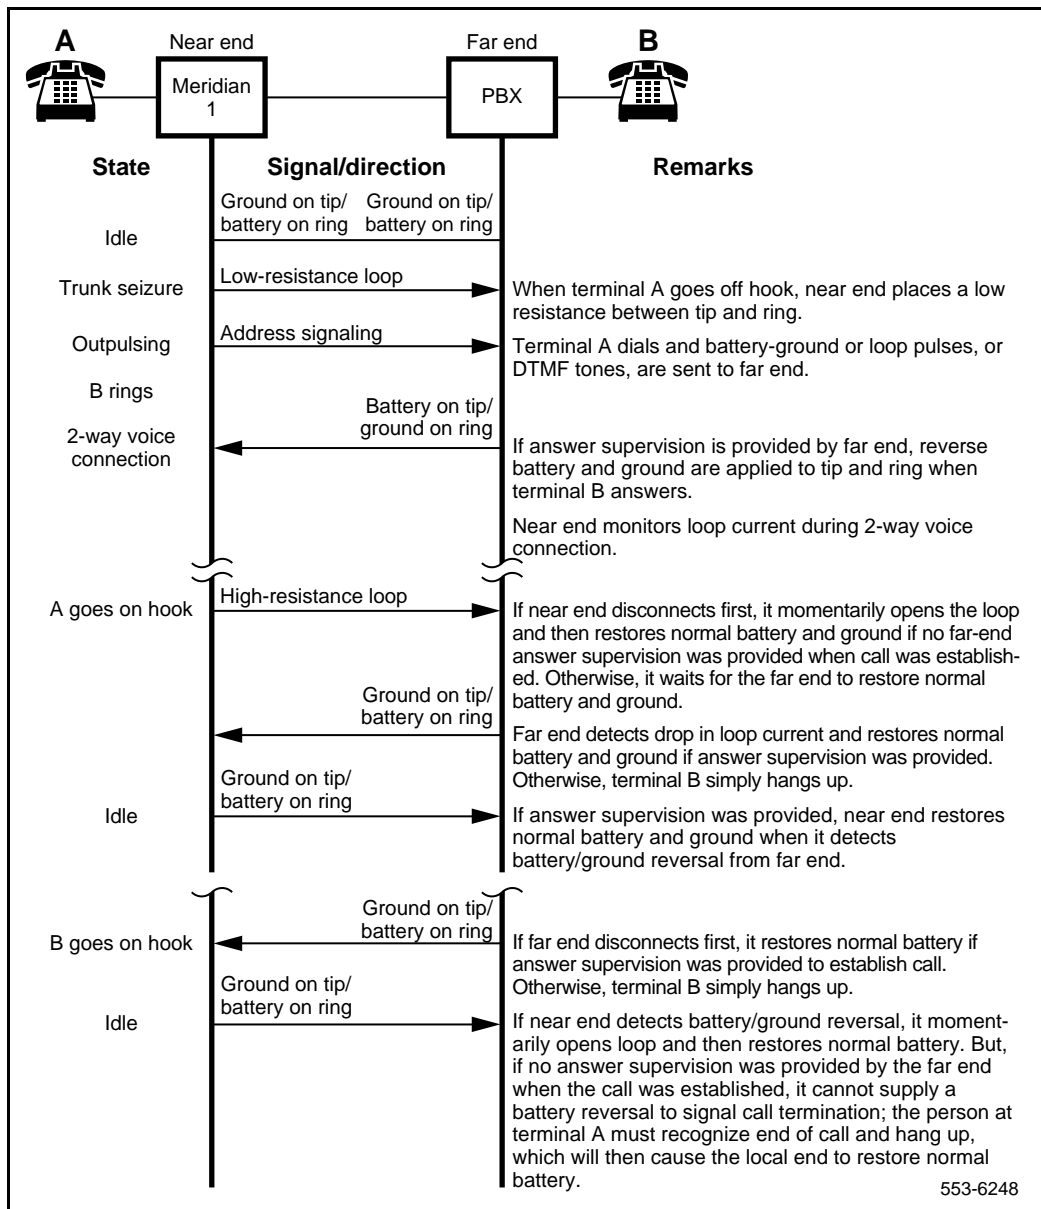 A
Near end
Far end
B
Meridian
1
PBX
State
Signal/direction
Remarks
Ground on tip/
battery on ring
Ground on tip/
battery on ring
Idle
Trunk seizure
Low-resistance loop
When terminal A goes off hook, near end places a low
resistance between tip and ring.
Outpulsing
Address signaling
Terminal A dials and battery-ground or loop pulses, or
DTMF tones, are sent to far end.
B rings
Battery on tip/
ground on ring
2-way voice
connection
If answer supervision is provided by far end, reverse
battery and ground are applied to tip and ring when
terminal B answers.
Near end monitors loop current during 2-way voice
connection.
A goes on hook
High-resistance loop
If near end disconnects first, it momentarily opens the loop
and then restores normal battery and ground if no far-end
answer supervision was provided when call was establish-
ed. Otherwise, it waits for the far end to restore normal
battery and ground.
Ground on tip/
battery on ring
Far end detects drop in loop current and restores normal
battery and ground if answer supervision was provided.
Otherwise, terminal B simply hangs up.
Ground on tip/
battery on ring
Idle
If answer supervision was provided, near end restores
normal battery and ground when it detects
battery/ground reversal from far end.
Ground on tip/
battery on ring
B goes on hook
If far end disconnects first, it restores normal battery if
answer supervision was provided to establish call.
Otherwise, terminal B simply hangs up.
Ground on tip/
battery on ring
Idle
If near end detects battery/ground reversal, it moment-
arily opens loop and then restores normal battery. But,
if no answer supervision was provided by the far end
when the call was established, it cannot supply a
battery reversal to signal call termination; the person at
terminal A must recognize end of call and hang up,
which will then cause the local end to restore normal
battery.
553-6248